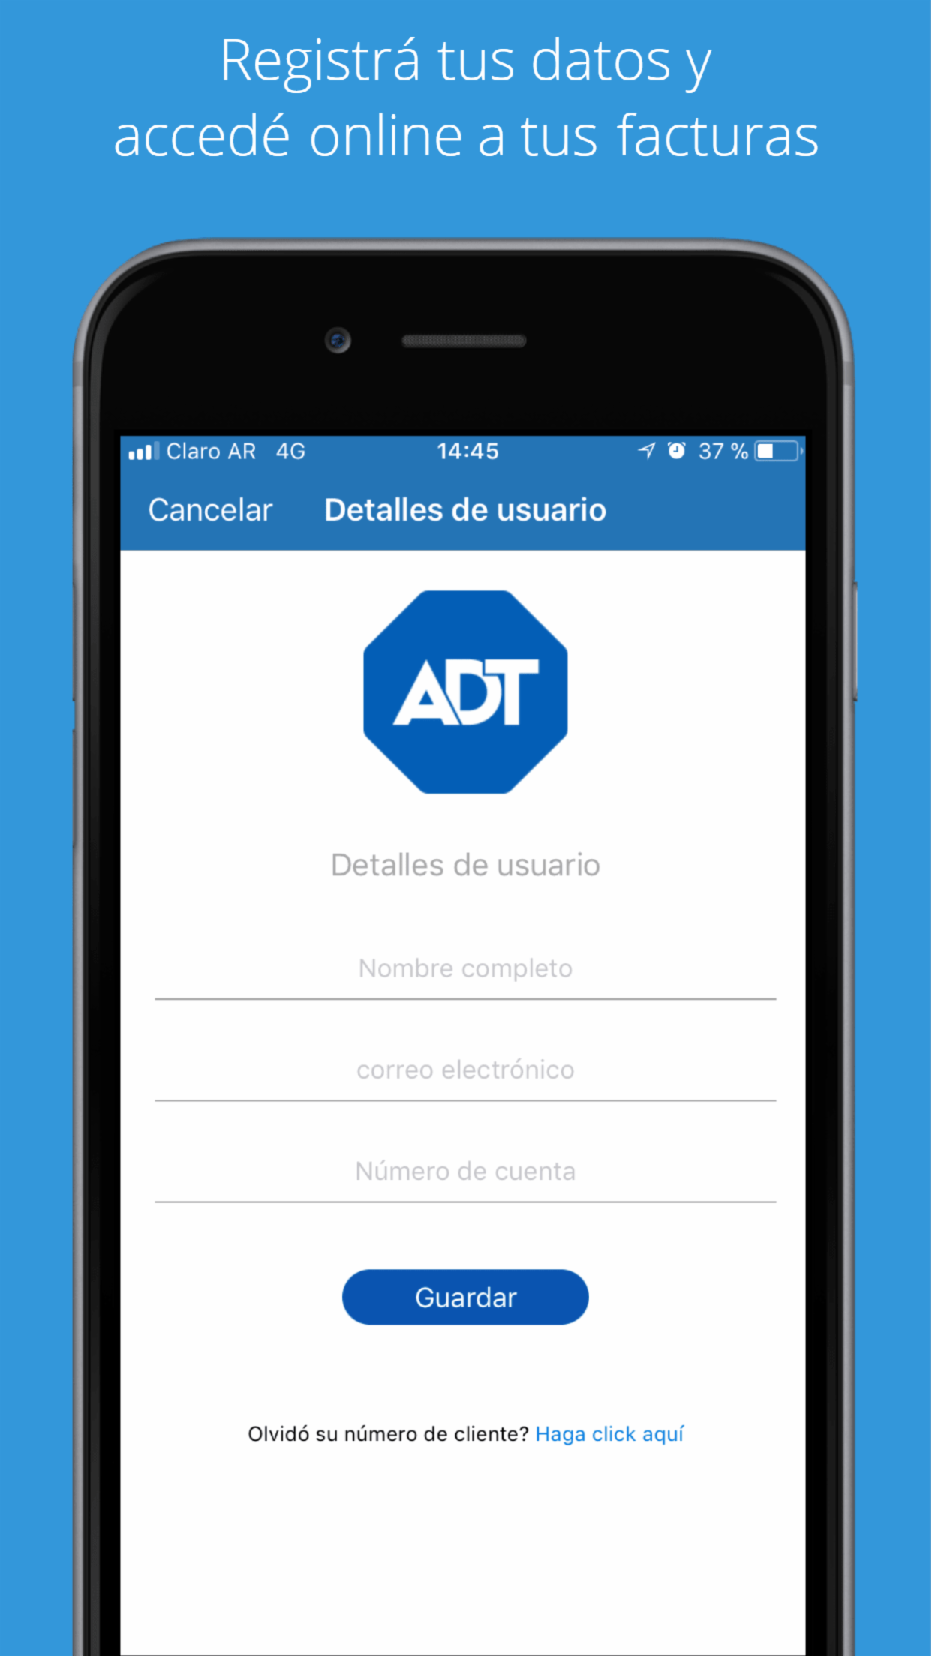 Registrá tus datos y
accedé online a tus facturas
Claro AR 4G 14:45 37 %
Cancelar Detalles de usuario
ADT
Detalles de usuario
Nombre completo
correo electrónico
Número de cuenta
Guardar
Olvidó su número de cliente? Haga click aquí